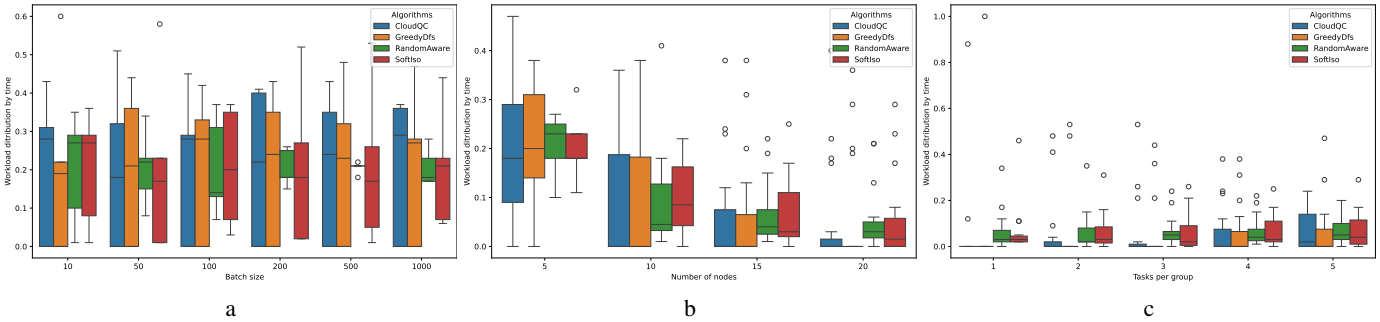 0.6
0.5
0.4
0.3
0.2
0.1
0.0
Workload ditribution by time
10
50
100
200
500
1000
Batch size
Algorithms
CloudQC
GreedyDfs
RandomAware
SoftIso
a
0.4
0.3
0.2
0.1
0.0
Workload ditribution by time
5
10
15
20
Number of nodes
Algorithms
CloudQC
GreedyDfs
RandomAware
SoftIso
b
1.0
0.8
0.6
0.4
0.2
0.0
Workload ditribution by time
1
2
3
4
5
Tasks per group
Algorithms
CloudQC
GreedyDfs
RandomAware
SoftIso
c